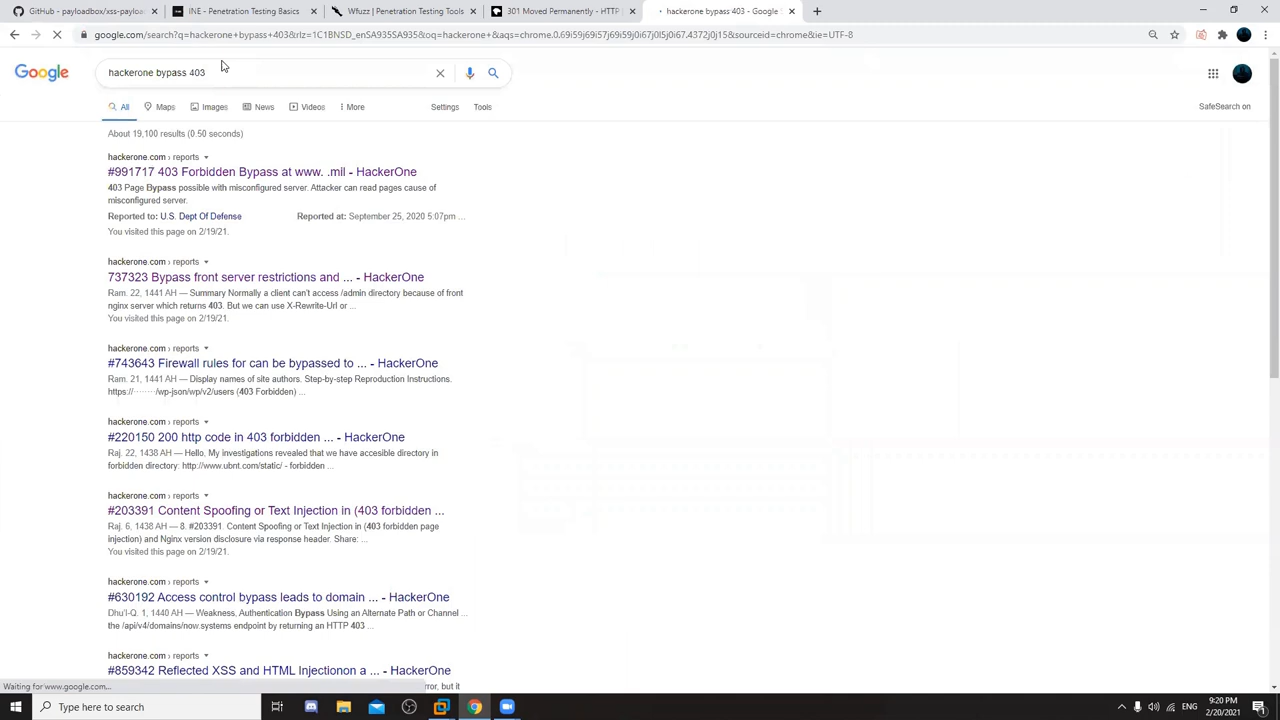 GitHub - payloadbox/xss-payloa
INE - Penetration Testing Basics
Wfuzz | Penetration Testing Tools
301 Moved Permanently - HTTP
hackerone bypass 403 - Google S
google.com/search?q=hackerone+bypass+403&rlz=1C1BNSD_enSA935SA935&oq=hackerone+bypass+403&aqs=chrome.0.69i59j69i57j69i59j0i67j0l5j0i67.4372j0j15&sourceid=chrome&ie=UTF-8
Google
hackerone bypass 403
All Maps Images News Videos More Settings Tools
SafeSearch on
About 19,100 results (0.50 seconds)
hackerone.com › reports
#991717 403 Forbidden Bypass at www. .mil - HackerOne
403 Page Bypass possible with misconfigured server. Attacker can read pages cause of
misconfigured server.
Reported to: U.S. Dept Of Defense Reported at: September 25, 2020 5:07pm ...
You visited this page on 2/19/21.
hackerone.com › reports
737323 Bypass front server restrictions and ... - HackerOne
Ram. 22, 1441 AH — Summary Normally a client can't access /admin directory because of front
nginx server which returns 403. But we can use X-Rewrite-Url or ...
You visited this page on 2/19/21.
hackerone.com › reports
#743643 Firewall rules for can be bypassed to ... - HackerOne
Ram. 21, 1441 AH — Display names of site authors. Step-by-step Reproduction Instructions.
https://········/wp-json/wp/v2/users (403 Forbidden) ...
hackerone.com › reports
#220150 200 http code in 403 forbidden ... - HackerOne
Raj. 22, 1438 AH — Hello, My investigations revealed that we have accesible directory in
forbidden directory: http://www.ubnt.com/static/ - forbidden ...
hackerone.com › reports
#203391 Content Spoofing or Text Injection in (403 forbidden ...
Raj. 6, 1438 AH — 8. #203391. Content Spoofing or Text Injection in (403 forbidden page
injection) and Nginx version disclosure via response header. Share: ...
You visited this page on 2/19/21.
hackerone.com › reports
#630192 Access control bypass leads to domain ... - HackerOne
Dhu'l-Q. 1, 1440 AH — Weakness, Authentication Bypass Using an Alternate Path or Channel ...
the /api/v4/domains/now.systems endpoint by returning an HTTP 403 ...
hackerone.com › reports
#859342 Reflected XSS and HTML Injectionon a ... - HackerOne
Waiting for www.google.com...
rror, but it
Type here to search
ENG
9:20 PM
2/20/2021